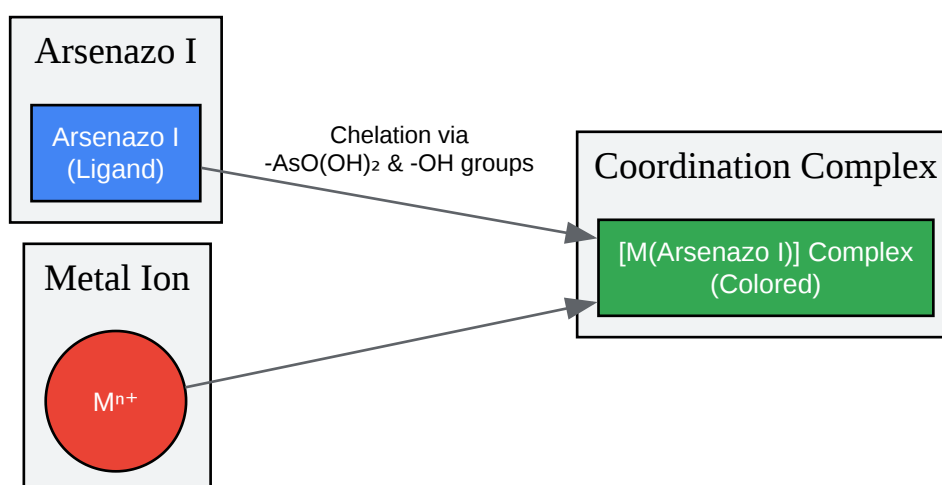 Arsenazo I
Arsenazo I
(Ligand)
Chelation via
-AsO(OH)₂ & -OH groups
Coordination Complex
[M(Arsenazo I)] Complex
(Colored)
Metal Ion
Mⁿ⁺